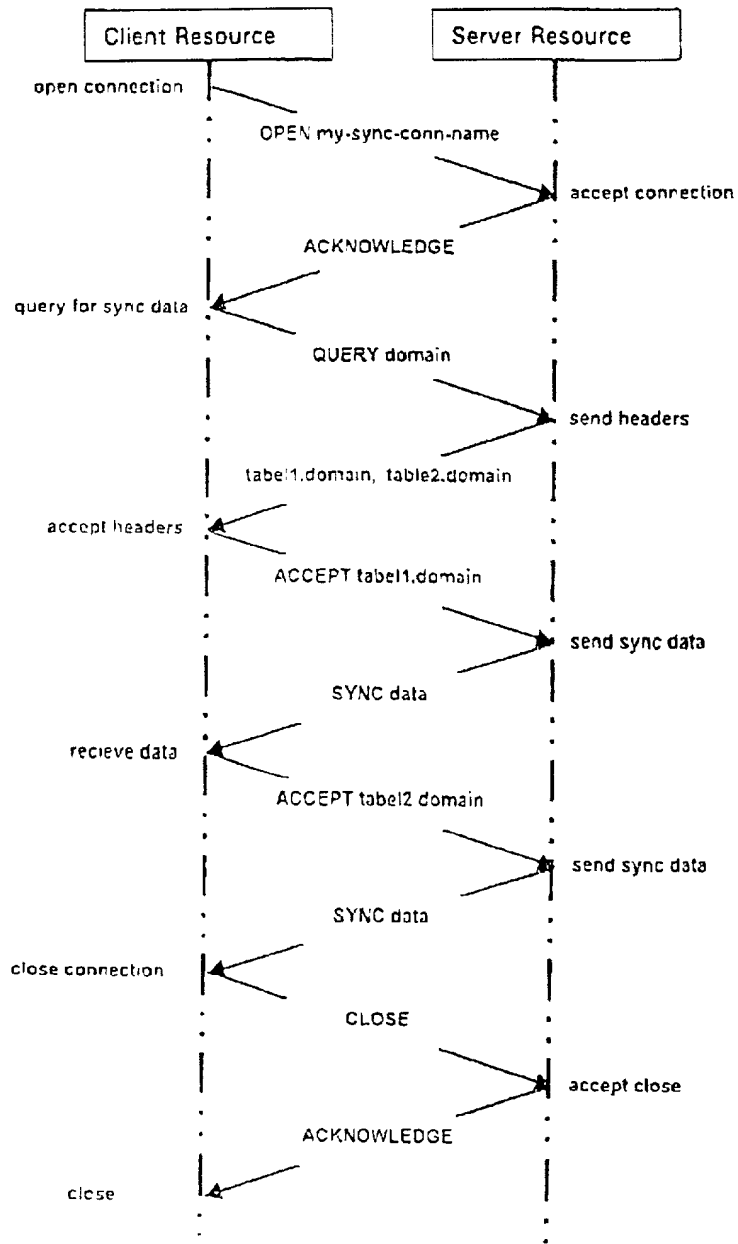 Client Resource
Server Resource
open connection
OPEN my-sync-conn-name
accept connection
ACKNOWLEDGE
query for sync data
QUERY domain
send headers
tabel1.domain, table2.domain
accept headers
ACCEPT tabel1.domain
send sync data
SYNC data
recieve data
ACCEPT tabel2 domain
send sync data
SYNC data
close connection
CLOSE
accept close
ACKNOWLEDGE
close